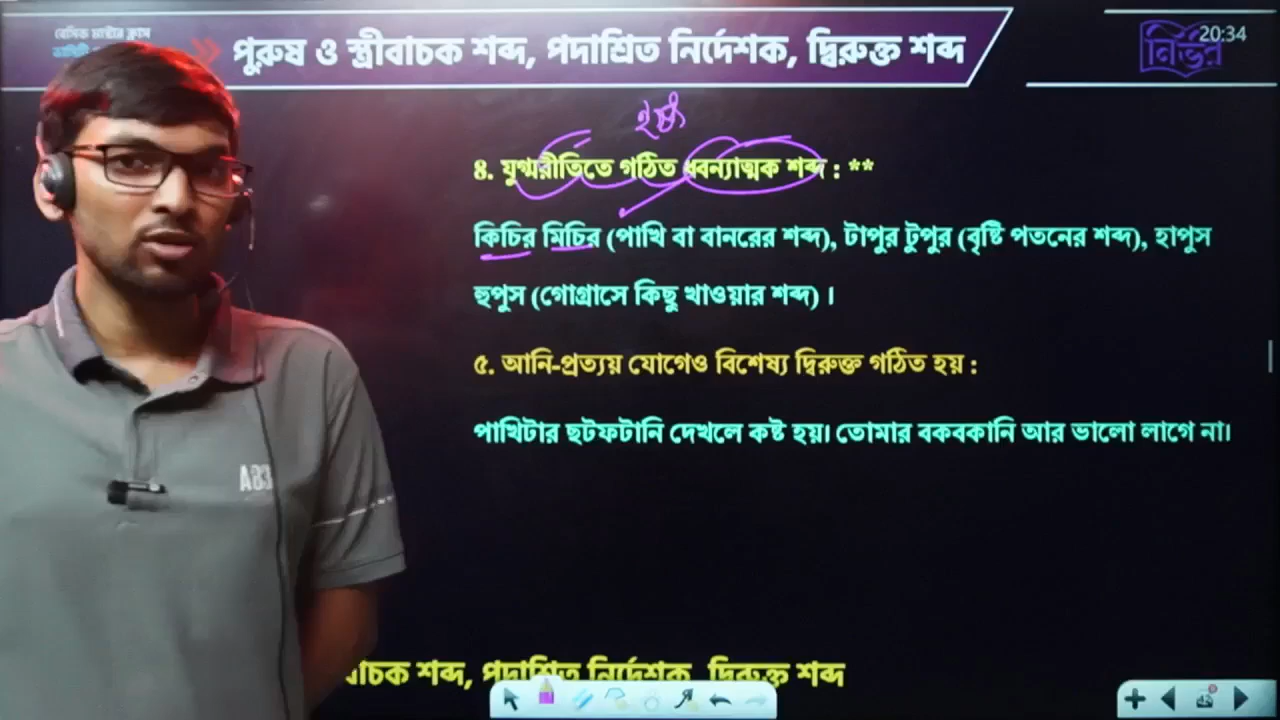 বেসিক মাস্টার ক্লাস
পুরুষ ও স্ত্রীবাচক শব্দ, পদাশ্রিত নির্দেশক, দ্বিরুক্ত শব্দ
নির্ভর
20:34
৪. যুগ্মরীতিতে গঠিত ধ্বন্যাত্মক শব্দ : **
কিচির মিচির (পাখি বা বানরের শব্দ), টাপুর টুপুর (বৃষ্টি পতনের শব্দ), হাপুস
হুপুস (গোগ্রাসে কিছু খাওয়ার শব্দ) ।
৫. আনি-প্রত্যয় যোগেও বিশেষ্য দ্বিরুক্ত গঠিত হয় :
পাখিটার ছটফটানি দেখলে কষ্ট হয়। তোমার বকবকানি আর ভালো লাগে না।
বাচক শব্দ, পদাশ্রিত নির্দেশক, দ্বিরুক্ত শব্দ